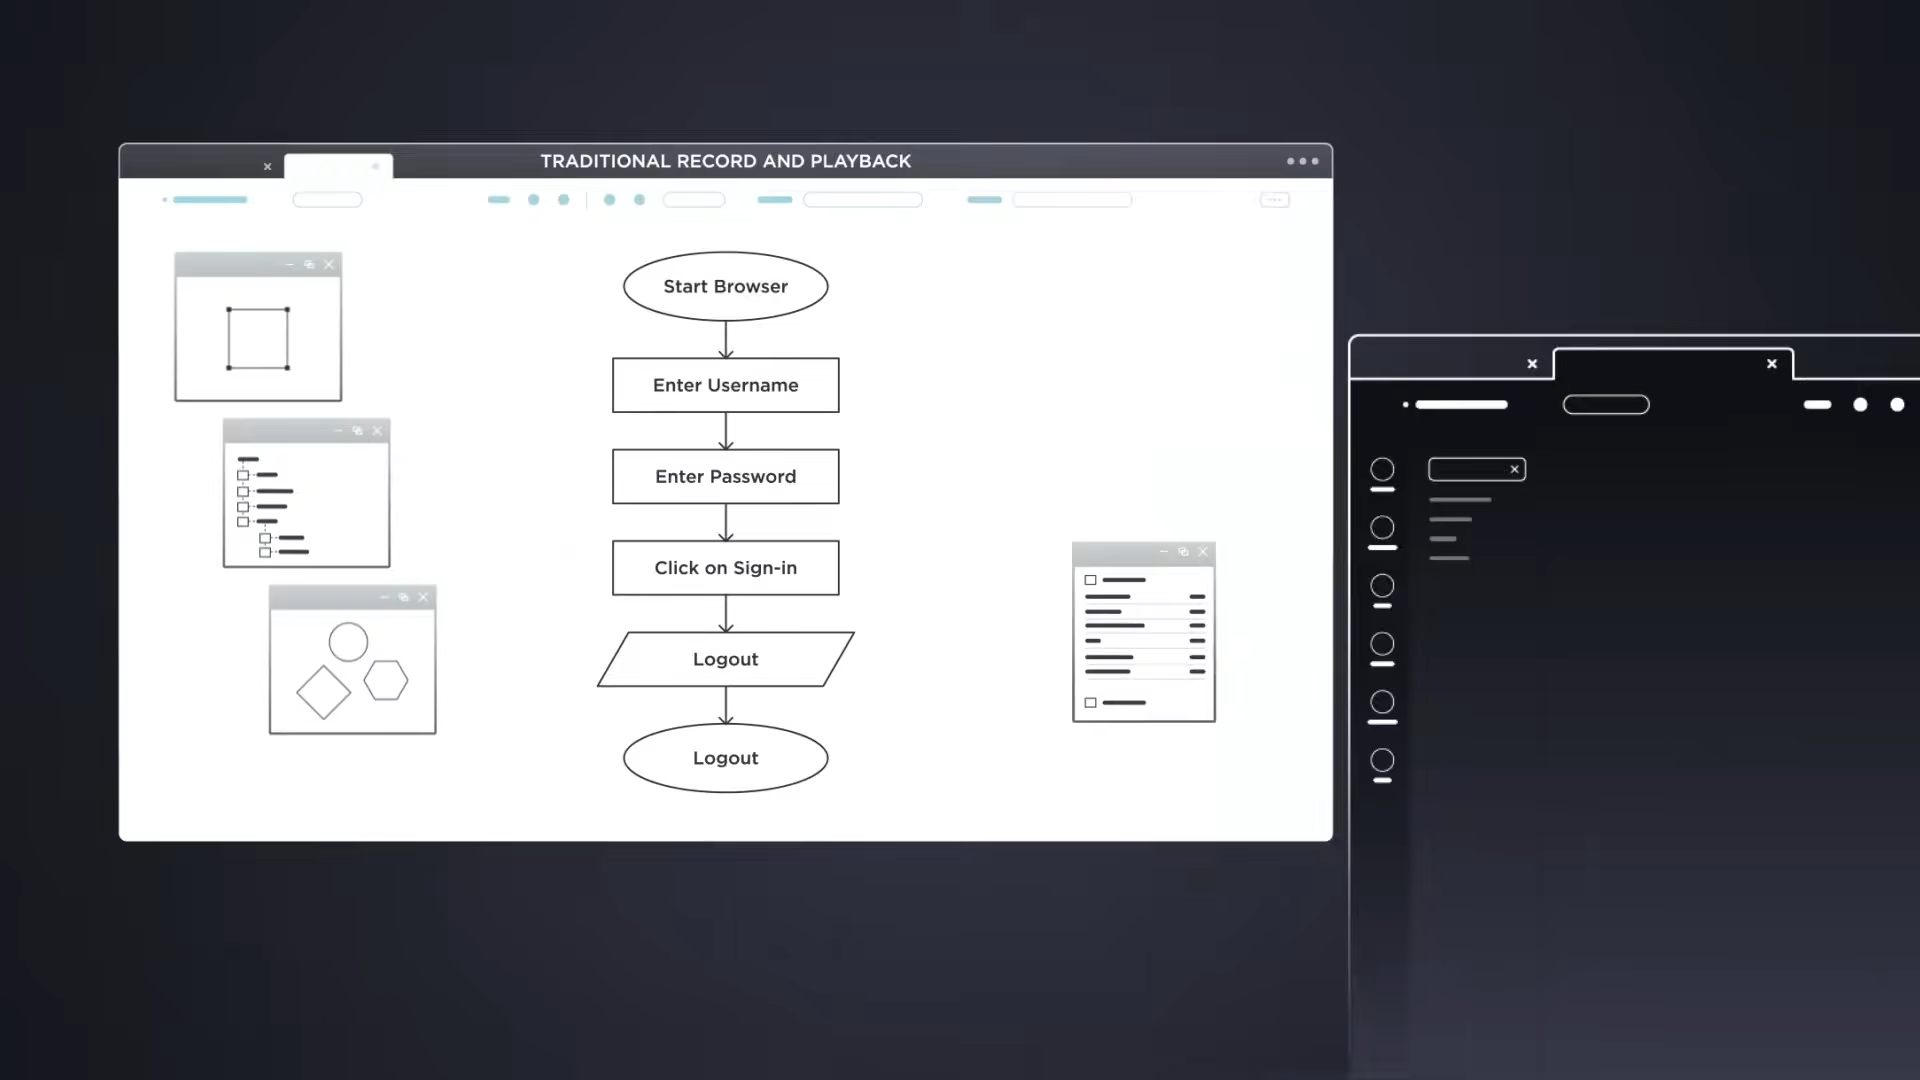 TRADITIONAL RECORD AND PLAYBACK
Start Browser
Enter Username
Enter Password
Click on Sign-in
Logout
Logout